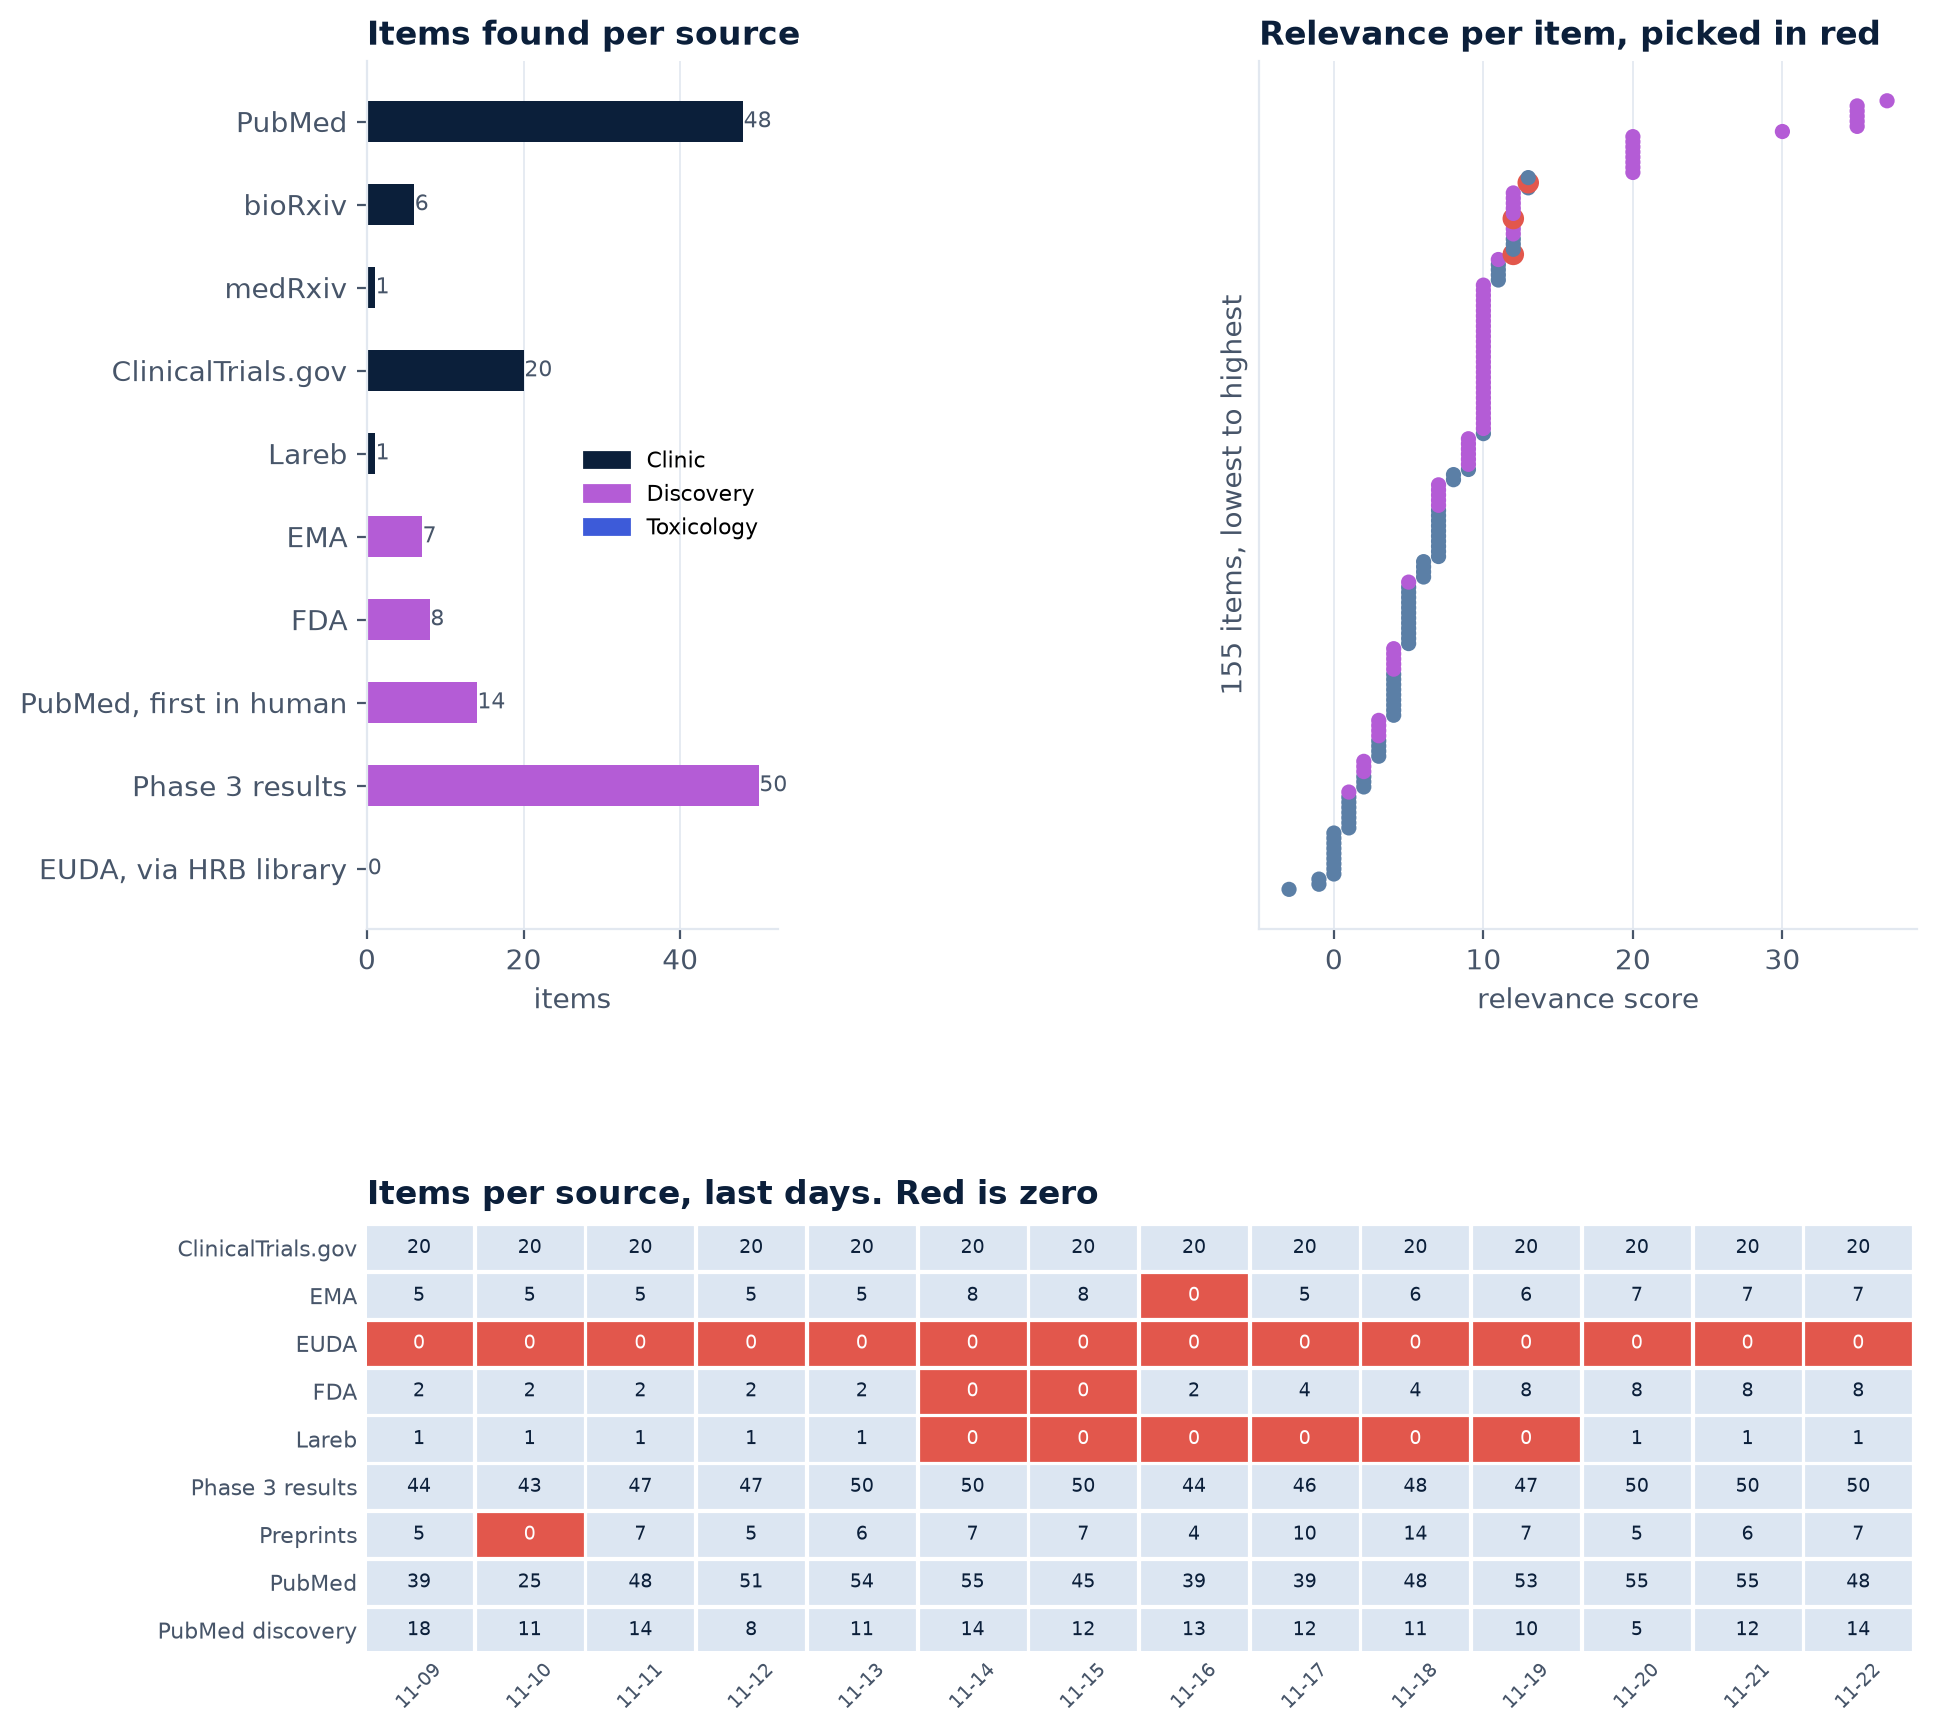 Items found per source
PubMed 48
bioRxiv 6
medRxiv 1
ClinicalTrials.gov 20
Lareb 1
EMA 7
FDA 8
PubMed, first in human 14
Phase 3 results 50
EUDA, via HRB library 0
Clinic
Discovery
Toxicology
0 20 40
items
Relevance per item, picked in red
155 items, lowest to highest
0 10 20 30
relevance score
Items per source, last days. Red is zero
ClinicalTrials.gov 20 20 20 20 20 20 20 20 20 20 20 20 20 20
EMA 5 5 5 5 5 8 8 0 5 6 6 7 7 7
EUDA 0 0 0 0 0 0 0 0 0 0 0 0 0 0
FDA 2 2 2 2 2 0 0 2 4 4 8 8 8 8
Lareb 1 1 1 1 1 0 0 0 0 0 0 1 1 1
Phase 3 results 44 43 47 47 50 50 50 44 46 48 47 50 50 50
Preprints 5 0 7 5 6 7 7 4 10 14 7 5 6 7
PubMed 39 25 48 51 54 55 45 39 39 48 53 55 55 48
PubMed discovery 18 11 14 8 11 14 12 13 12 11 10 5 12 14
11-09 11-10 11-11 11-12 11-13 11-14 11-15 11-16 11-17 11-18 11-19 11-20 11-21 11-22